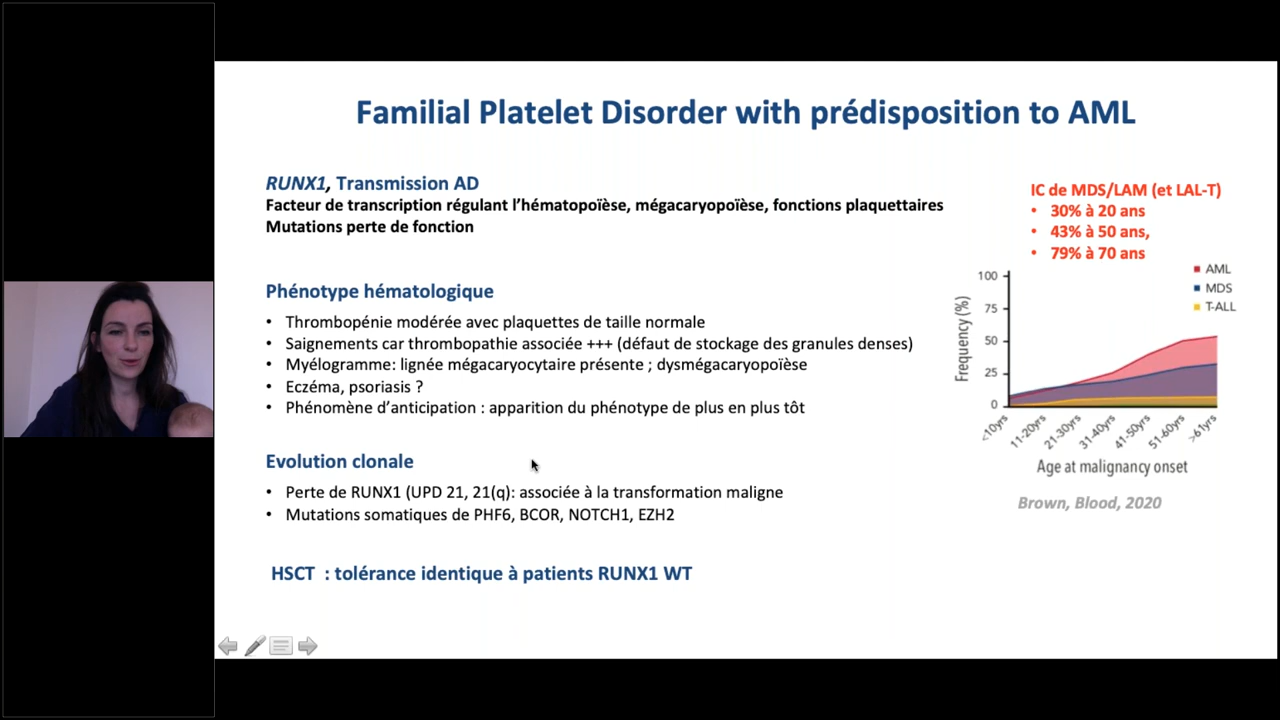 Familial Platelet Disorder with prédisposition to AML
RUNX1, Transmission AD
Facteur de transcription régulant l'hématopoïèse, mégacaryopoïèse, fonctions plaquettaires
Mutations perte de fonction
Phénotype hématologique
• Thrombopénie modérée avec plaquettes de taille normale
• Saignements car thrombopathie associée +++ (défaut de stockage des granules denses)
• Myélogramme: lignée mégacaryocytaire présente ; dysmégacaryopoïèse
• Eczéma, psoriasis ?
• Phénomène d'anticipation : apparition du phénotype de plus en plus tôt
Evolution clonale
• Perte de RUNX1 (UPD 21, 21(q): associée à la transformation maligne
• Mutations somatiques de PHF6, BCOR, NOTCH1, EZH2
HSCT : tolérance identique à patients RUNX1 WT
IC de MDS/LAM (et LAL-T)
• 30% à 20 ans
• 43% à 50 ans,
• 79% à 70 ans
AML
MDS
T-ALL
Frequency (%)
100
75
50
25
0
<10yrs
11-20yrs
21-30yrs
31-40yrs
41-50yrs
51-60yrs
>61yrs
Age at malignancy onset
Brown, Blood, 2020